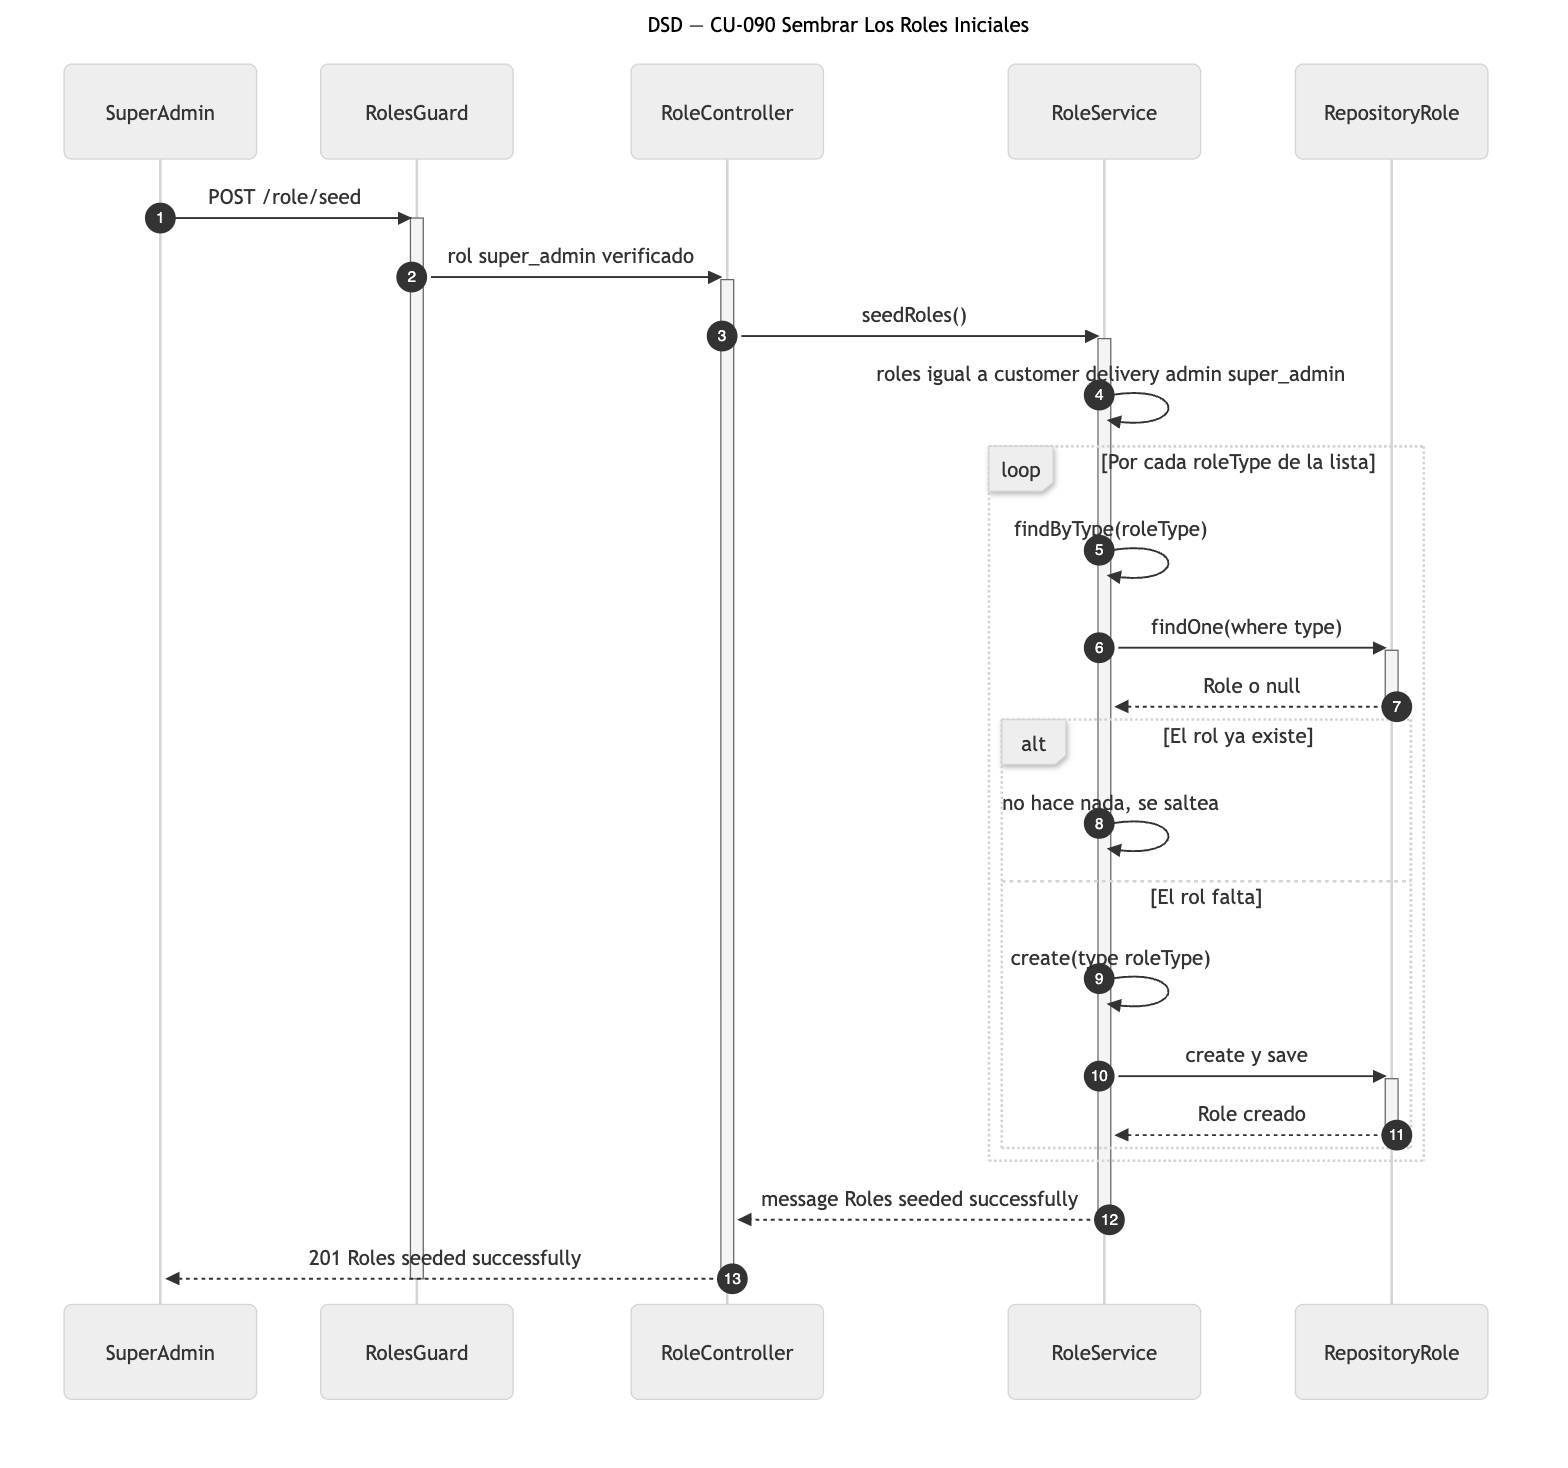 DSD — CU-090 Sembrar Los Roles Iniciales
SuperAdmin
RolesGuard
RoleController
RoleService
RepositoryRole
POST /role/seed
1
rol super_admin verificado
2
seedRoles()
3
roles igual a customer delivery admin super_admin
4
loop
[Por cada roleType de la lista]
findByType(roleType)
5
findOne(where type)
6
Role o null
7
alt
[El rol ya existe]
no hace nada, se saltea
8
[El rol falta]
create(type roleType)
9
create y save
10
Role creado
11
message Roles seeded successfully
12
201 Roles seeded successfully
13
SuperAdmin
RolesGuard
RoleController
RoleService
RepositoryRole